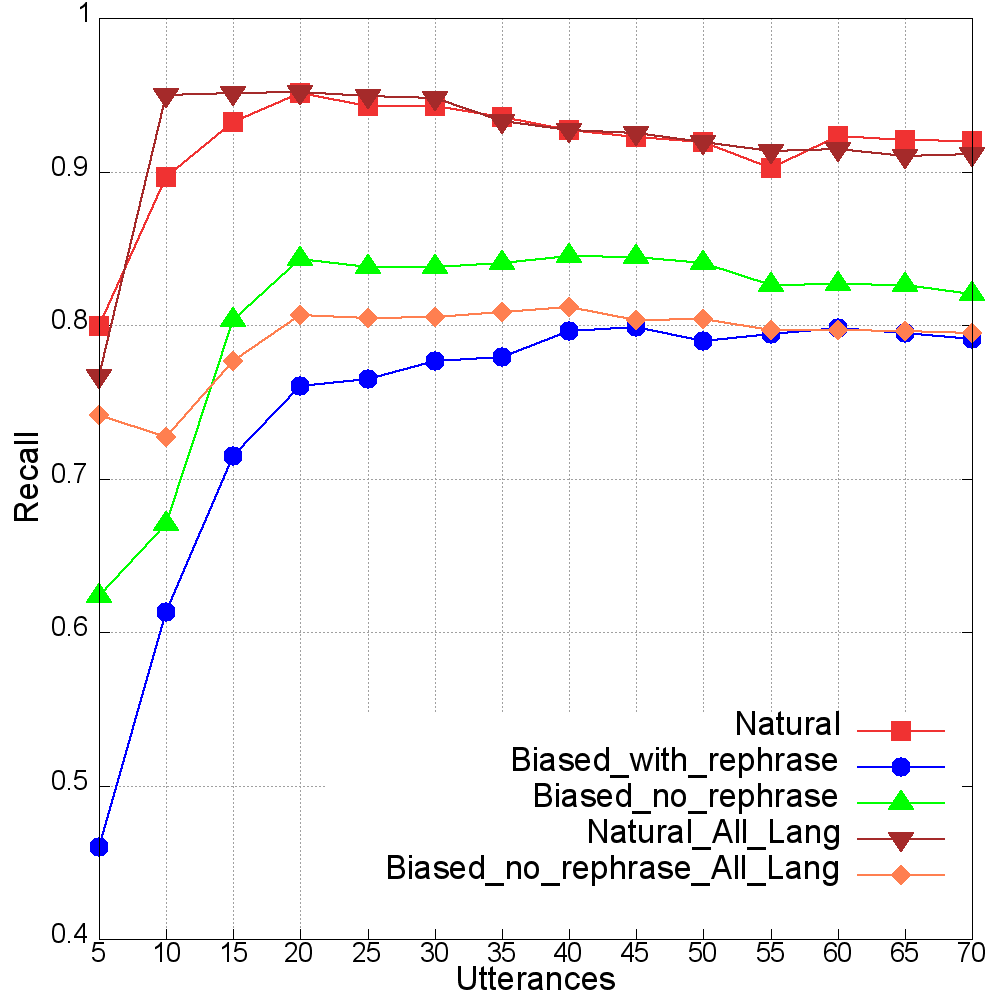 1
0.9
0.8
0.7
0.6
0.5
0.4
Recall
Natural
Biased_with_rephrase
Biased_no_rephrase
Natural_All_Lang
Biased_no_rephrase_All_Lang
5 10 15 20 25 30 35 40 45 50 55 60 65 70
Utterances